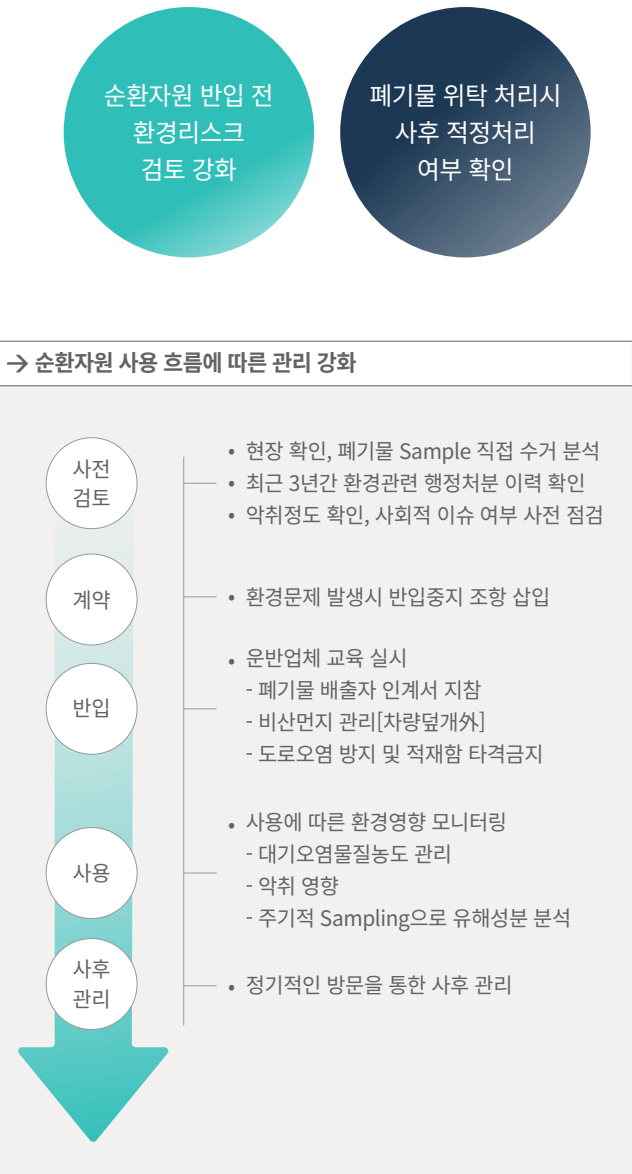 순환자원 반입 전
환경리스크
검토 강화
폐기물 위탁 처리시
사후 적정처리
여부 확인
→ 순환자원 사용 흐름에 따른 관리 강화
사전
검토
• 현장 확인, 폐기물 Sample 직접 수거 분석
• 최근 3년간 환경관련 행정처분 이력 확인
• 악취정도 확인, 사회적 이슈 여부 사전 점검
계약
• 환경문제 발생시 반입중지 조항 삽입
반입
• 운반업체 교육 실시
- 폐기물 배출자 인계서 지참
- 비산먼지 관리[차량덮개外]
- 도로오염 방지 및 적재함 타격금지
사용
• 사용에 따른 환경영향 모니터링
- 대기오염물질농도 관리
- 악취 영향
- 주기적 Sampling으로 유해성분 분석
사후
관리
• 정기적인 방문을 통한 사후 관리